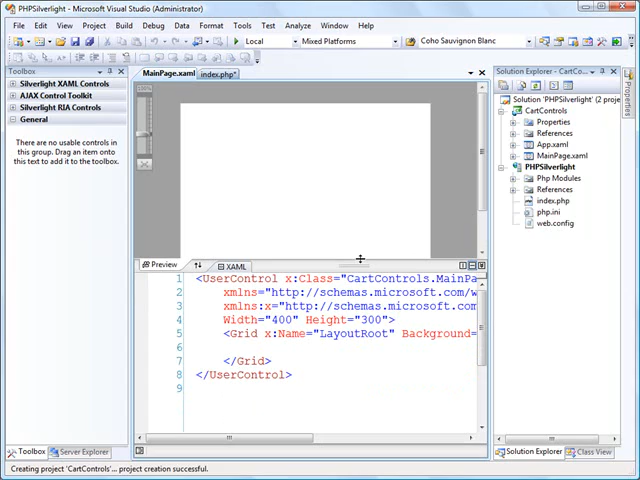 PHPSilverlight - Microsoft Visual Studio (Administrator)
File Edit View Project Build Debug Data Format Tools Test Analyze Window Help
Local Mixed Platforms Coho Sauvignon Blanc
Toolbox
Silverlight XAML Controls
AJAX Control Toolkit
Silverlight RIA Controls
General
There are no usable controls in
this group. Drag an item onto
this text to add it to the toolbox.
Toolbox Server Explorer
MainPage.xaml index.php*
100%
Preview XAML
1 <UserControl x:Class="CartControls.MainPa
2 xmlns="http://schemas.microsoft.com/w
3 xmlns:x="http://schemas.microsoft.com
4 Width="400" Height="300">
5 <Grid x:Name="LayoutRoot" Background=
6
7 </Grid>
8 </UserControl>
9
Solution Explorer - CartCo...
Solution 'PHPSilverlight' (2 proj
CartControls
Properties
References
App.xaml
MainPage.xaml
PHPSilverlight
Php Modules
References
index.php
php.ini
web.config
Solution Explorer Class View
Properties
Creating project 'CartControls'... project creation successful.